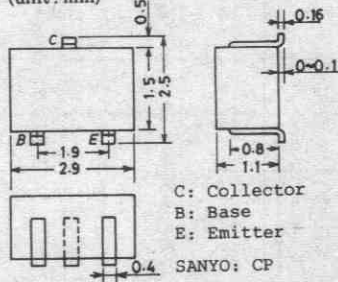 (unit : mm)
0.5
0.16
C
1.5
2.5
0~0.1
B
E
1.9
2.9
0.8
1.1
C: Collector
B: Base
E: Emitter
0.4
SANYO: CP